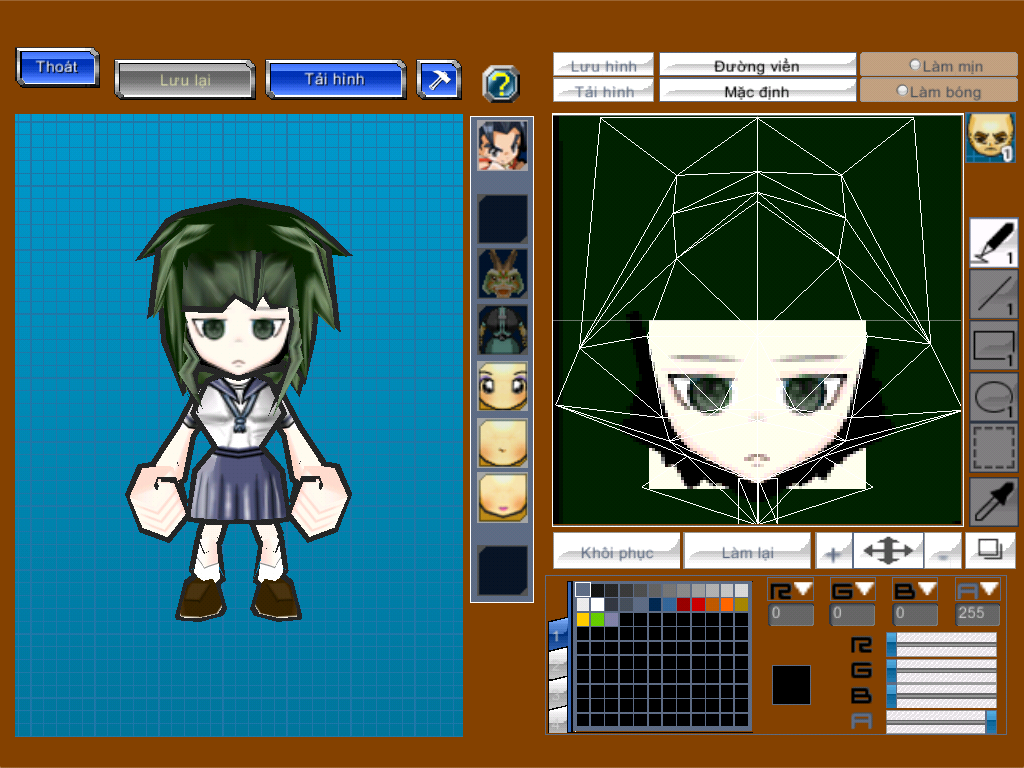 Thoát
Lưu lại
Tải hình
?
Lưu hình
Đường viền
Làm mịn
Tải hình
Mặc định
Làm bóng
1
1
1
1
1
Khôi phục
Làm lại
+
-
R
G
B
A
0
0
0
255
1
R
G
B
A